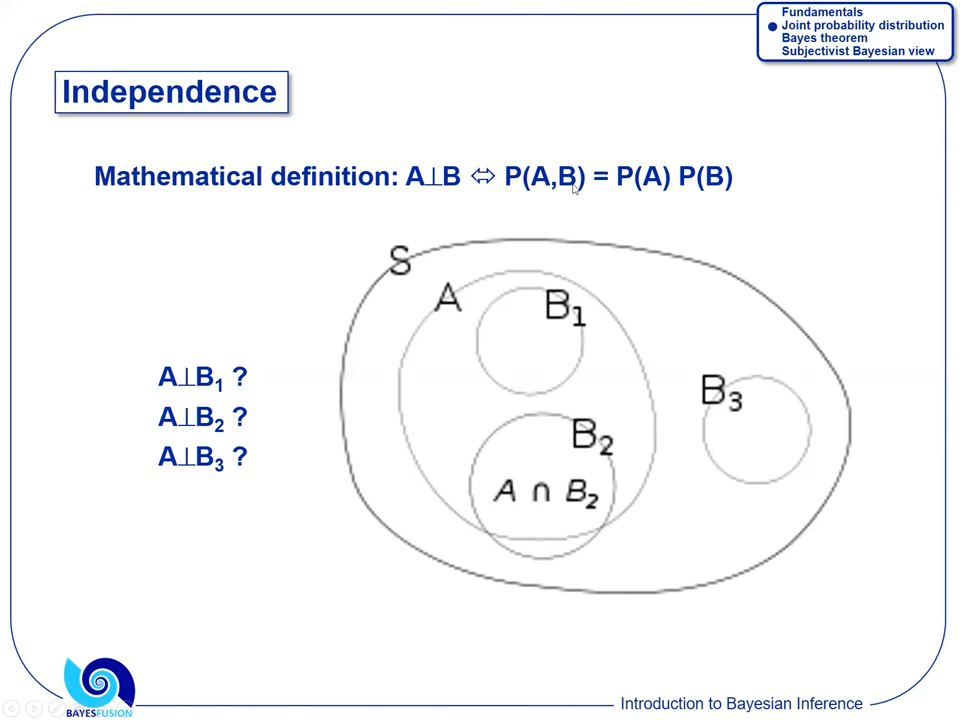 Fundamentals
● Joint probability distribution
Bayes theorem
Subjectivist Bayesian view
Independence
Mathematical definition: A⊥B ⇔ P(A,B) = P(A) P(B)
S
A
B₁
B₃
B₂
A ∩ B₂
A⊥B₁ ?
A⊥B₂ ?
A⊥B₃ ?
BAYESFUSION
Introduction to Bayesian Inference